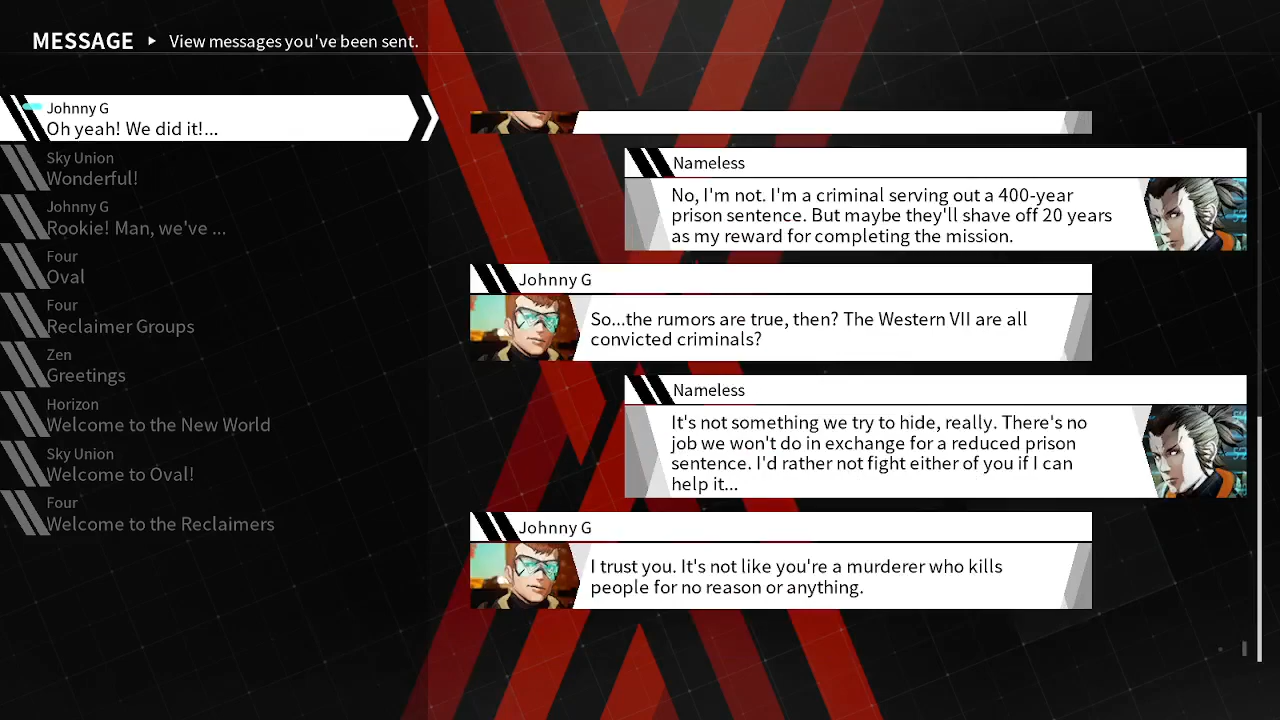 MESSAGE ▸ View messages you've been sent.
Johnny G
Oh yeah! We did it!...
Sky Union
Wonderful!
Johnny G
Rookie! Man, we've ...
Four
Oval
Four
Reclaimer Groups
Zen
Greetings
Horizon
Welcome to the New World
Sky Union
Welcome to Oval!
Four
Welcome to the Reclaimers
Nameless
No, I'm not. I'm a criminal serving out a 400-year
prison sentence. But maybe they'll shave off 20 years
as my reward for completing the mission.
Johnny G
So...the rumors are true, then? The Western VII are all
convicted criminals?
Nameless
It's not something we try to hide, really. There's no
job we won't do in exchange for a reduced prison
sentence. I'd rather not fight either of you if I can
help it...
Johnny G
I trust you. It's not like you're a murderer who kills
people for no reason or anything.